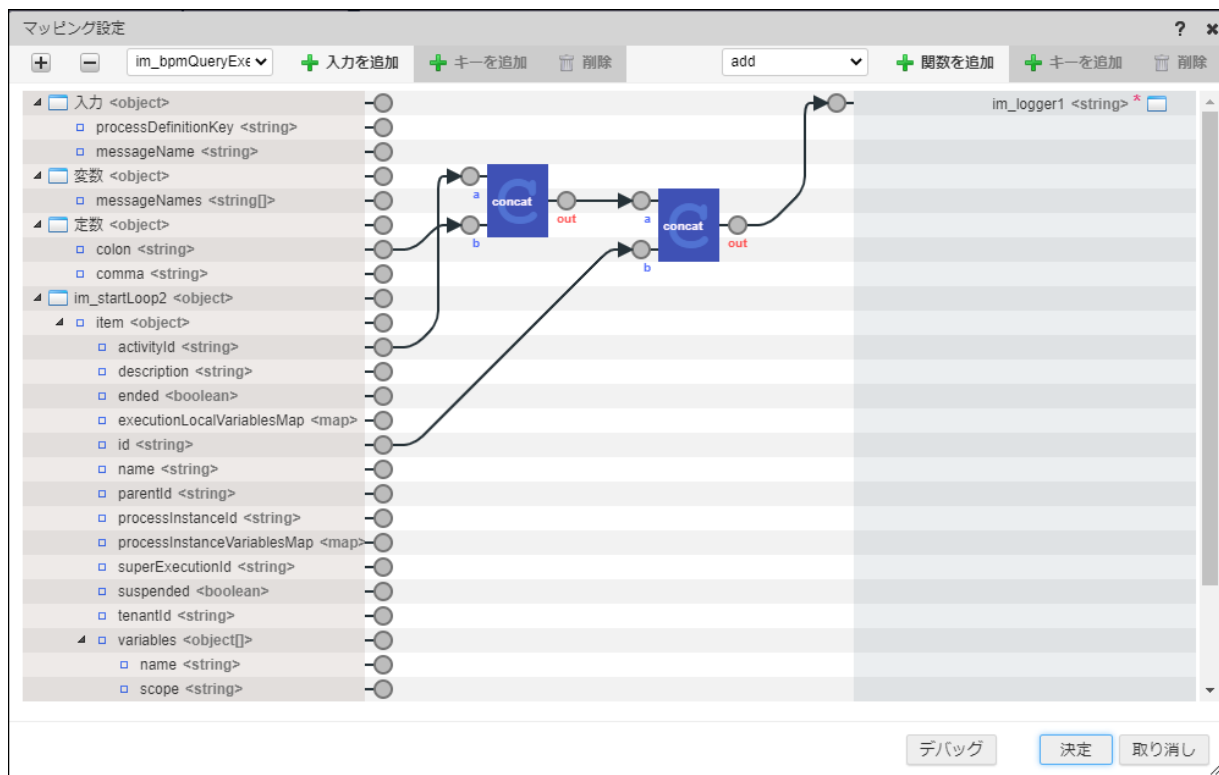 マッピング設定 ? ×
im_bpmQueryExe 入力を追加 キーを追加 削除 add 関数を追加 キーを追加 削除
入力 <object> im_logger1 <string> *
processDefinitionKey <string>
messageName <string>
変数 <object>
messageNames <string[]>
定数 <object>
colon <string>
comma <string>
im_startLoop2 <object>
item <object>
activityId <string>
description <string>
ended <boolean>
executionLocalVariablesMap <map>
id <string>
name <string>
parentId <string>
processInstanceId <string>
processInstanceVariablesMap <map>
superExecutionId <string>
suspended <boolean>
tenantId <string>
variables <object[]>
name <string>
scope <string>
a
concat
out
b
a
concat
out
b
デバッグ 決定 取り消し